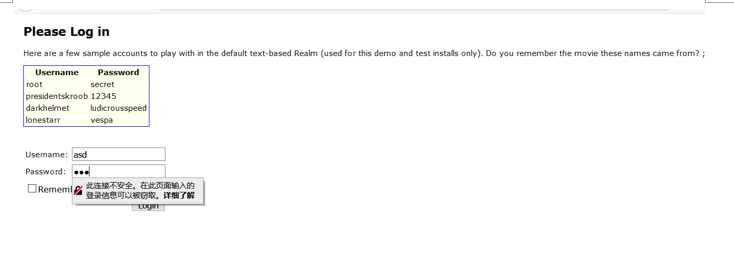 Please Log in
Here are a few sample accounts to play with in the default text-based Realm (used for this demo and test installs only). Do you remember the movie these names came from? ;
Username Password
root secret
presidentskroob 12345
darkhelmet ludicrousspeed
lonestarr vespa
Username: asd
Password: •••
此连接不安全。在此页面输入的
登录信息可以被窃取。详细了解
Login